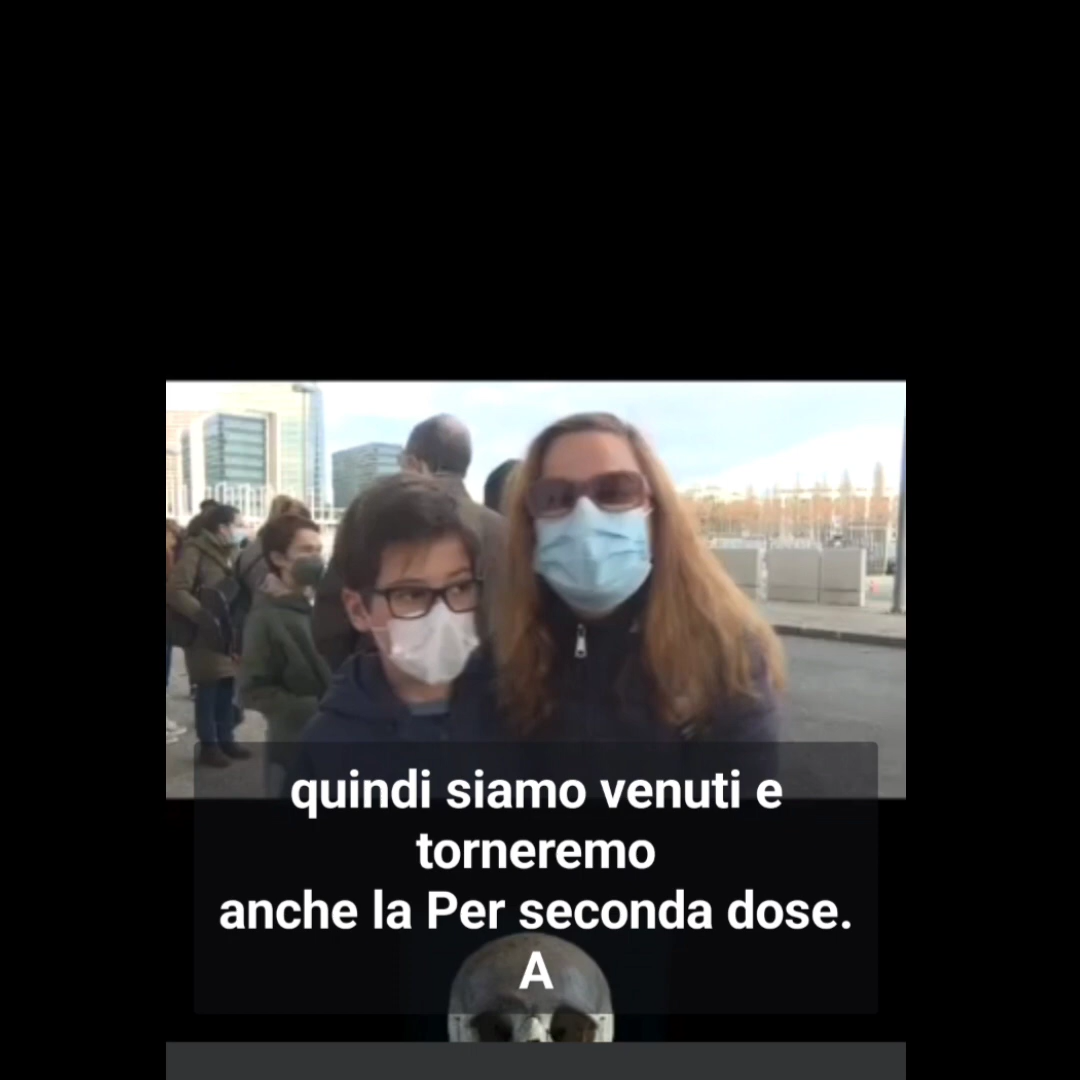 quindi siamo venuti e
torneremo
anche la Per seconda dose.
A